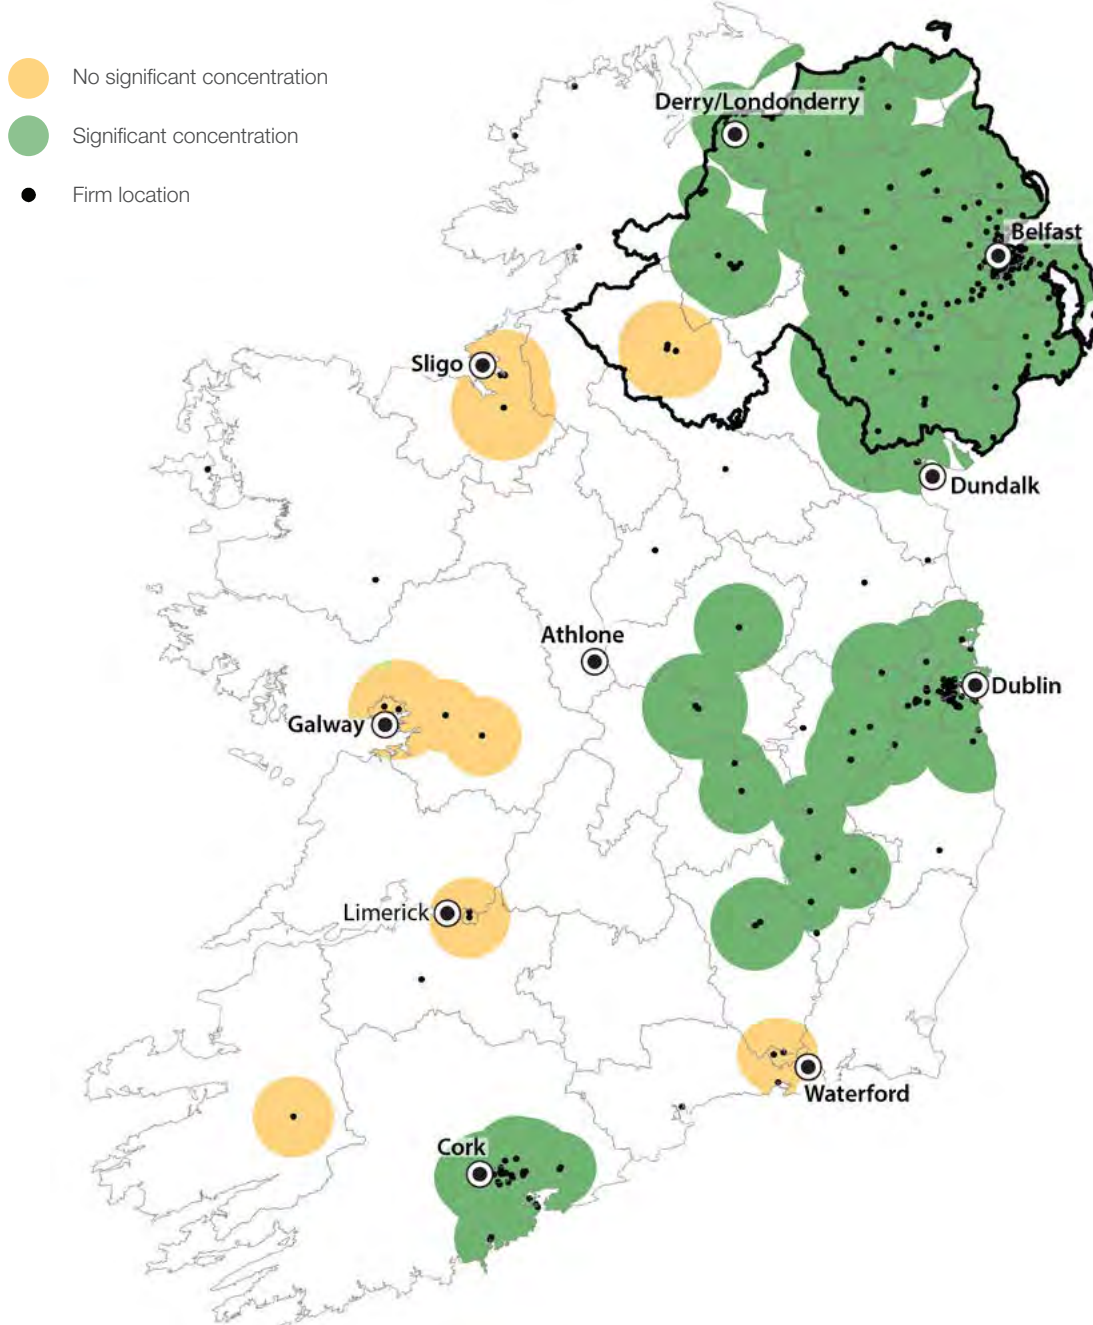 No significant concentration
Significant concentration
Firm location
Derry/Londonderry
Belfast
Sligo
Dundalk
Athlone
Dublin
Galway
Limerick
Waterford
Cork